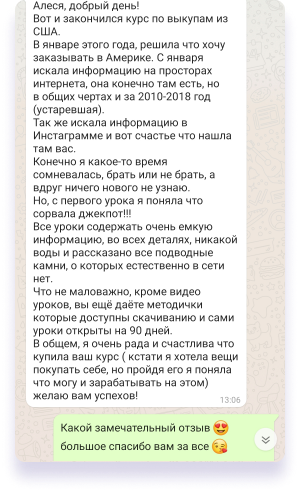 Алеся, добрый день!
Вот и закончился курс по выкупам из
США.
В январе этого года, решила что хочу
заказывать в Америке. С января
искала информацию на просторах
интернета, она конечно там есть, но
в общих чертах и за 2010-2018 год
(устаревшая).
Так же искала информацию в
Инстаграмме и вот счастье что нашла
там вас.
Конечно я какое-то время
сомневалась, брать или не брать, а
вдруг ничего нового не узнаю.
Но, с первого урока я поняла что
сорвала джекпот!!!
Все уроки содержать очень емкую
информацию, во всех деталях, никакой
воды и рассказано все подводные
камни, о которых естественно в сети
нет.
Что не маловажно, кроме видео
уроков, вы ещё даёте методички
которые доступны скачиванию и сами
уроки открыты на 90 дней.
В общем, я очень рада и счастлива что
купила ваш курс ( кстати я хотела вещи
покупать себе, но пройдя его я поняла
что могу и зарабатывать на этом)
желаю вам успехов!
13:06
Какой замечательный отзыв 😍
большое спасибо вам за все 😘